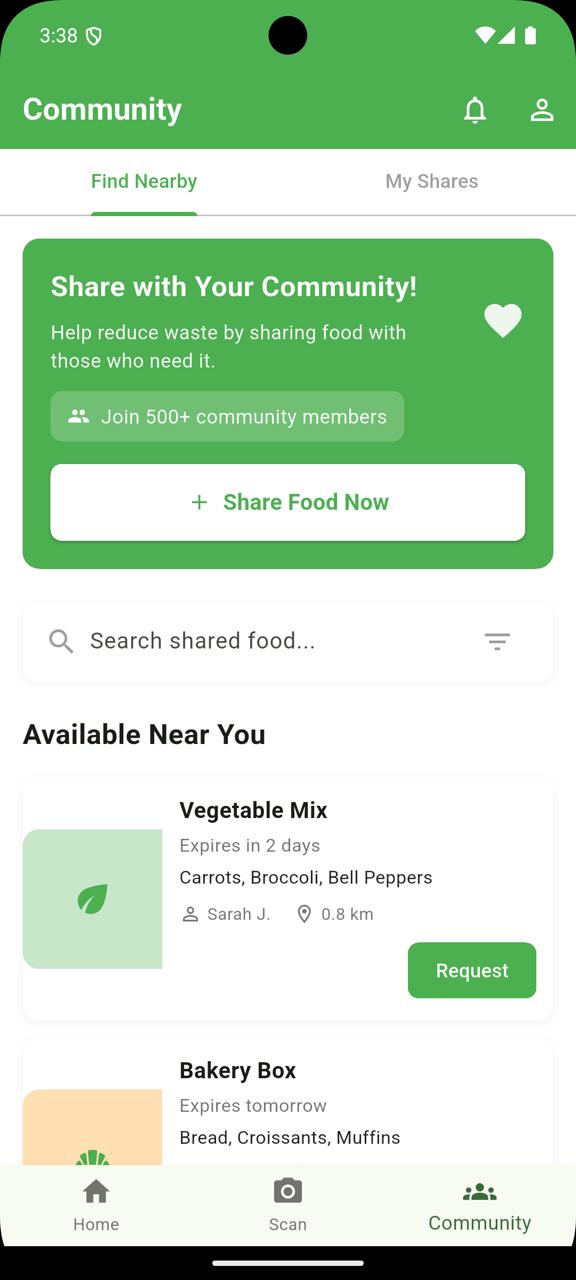 3:38
Community
Find Nearby
My Shares
Share with Your Community!
Help reduce waste by sharing food with
those who need it.
Join 500+ community members
+ Share Food Now
Search shared food...
Available Near You
Vegetable Mix
Expires in 2 days
Carrots, Broccoli, Bell Peppers
Sarah J.
0.8 km
Request
Bakery Box
Expires tomorrow
Bread, Croissants, Muffins
Home
Scan
Community